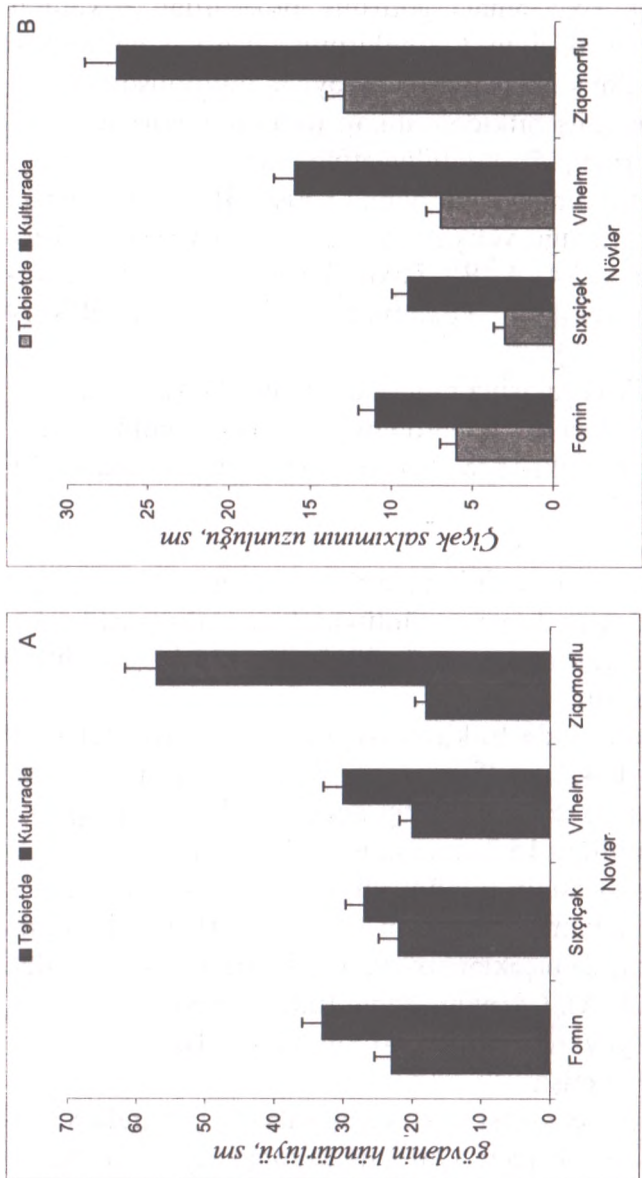 A
Təbiətdə Kulturada
gövdənin hündürlüyü, sm
70
60
50
40
30
20
10
0
Fomin Sıxçiçək Vilhelm Ziqomorflu
Novlər
B
Təbiətdə Kulturada
Çiçək salxımının uzunluğu, sm
30
25
20
15
10
5
0
Fomin Sıxçiçək Vilhelm Ziqomorflu
Növlər